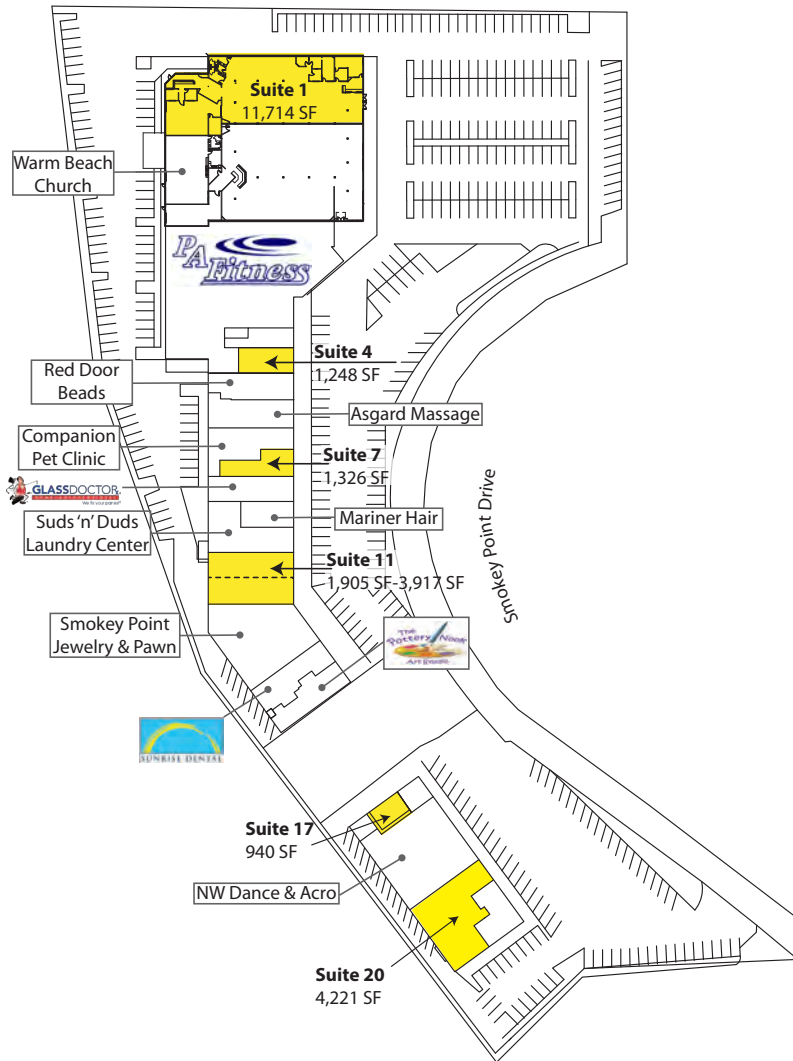 Suite 1
11,714 SF
Warm Beach
Church
PA Fitness
Suite 4
1,248 SF
Red Door
Beads
Asgard Massage
Companion
Pet Clinic
Suite 7
1,326 SF
GLASSDOCTOR
Suds 'n' Duds
Laundry Center
Mariner Hair
Suite 11
1,905 SF-3,917 SF
Smokey Point Drive
Smokey Point
Jewelry & Pawn
The
Pottery Nook
Art Lounge
SUNRISE DENTAL
Suite 17
940 SF
NW Dance & Acro
Suite 20
4,221 SF